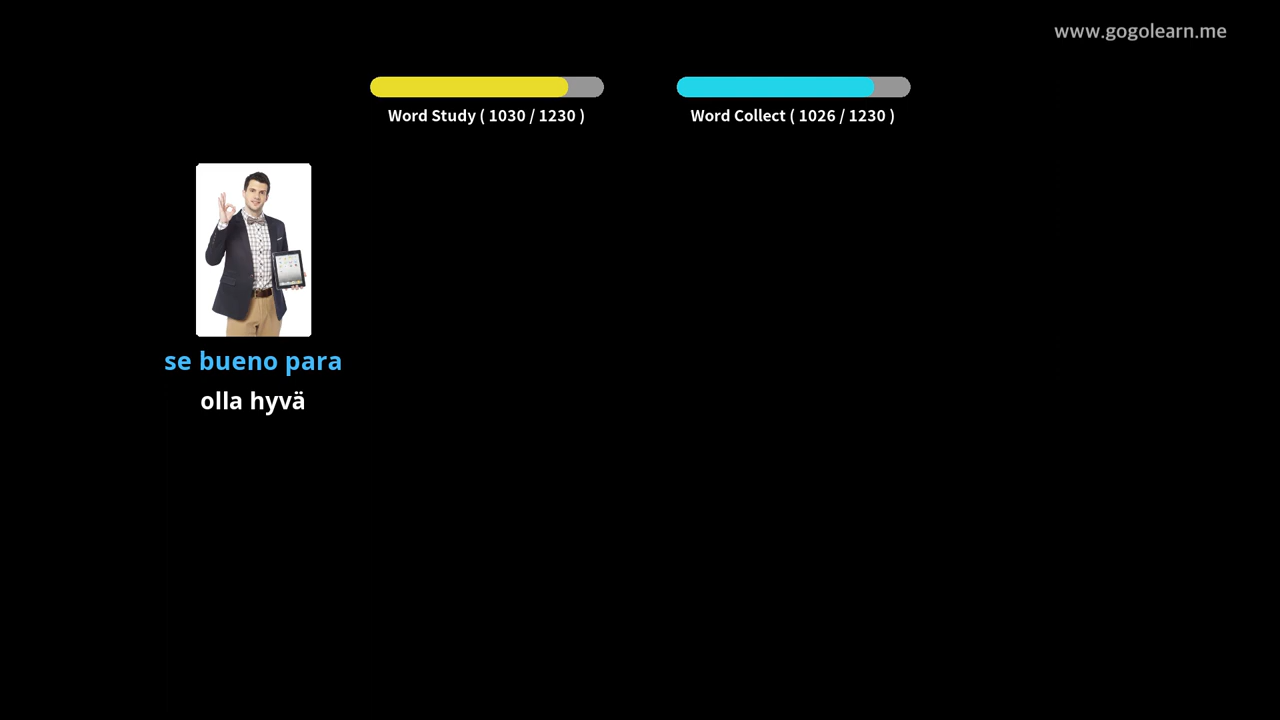 www.gogolearn.me
Word Study ( 1030 / 1230 )
Word Collect ( 1026 / 1230 )
se bueno para
olla hyvä